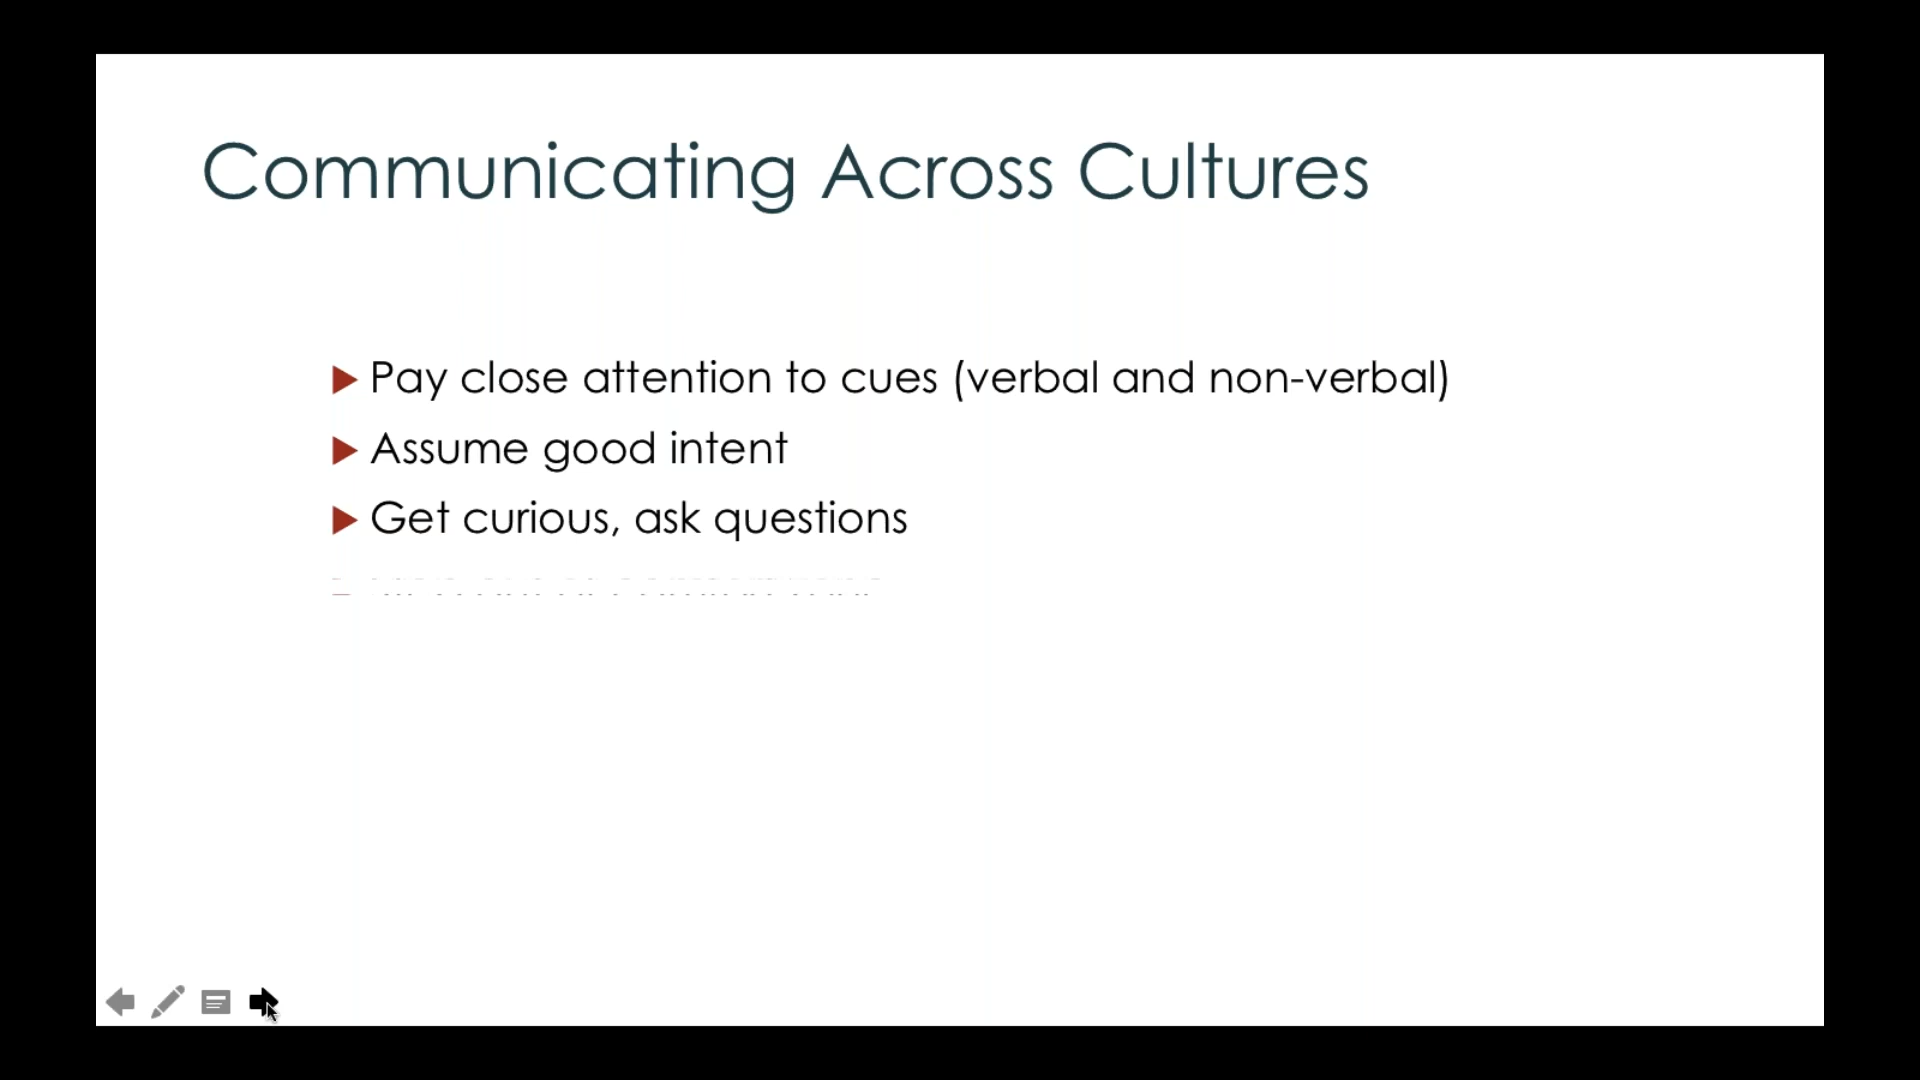 Communicating Across Cultures
Pay close attention to cues (verbal and non-verbal)
Assume good intent
Get curious, ask questions